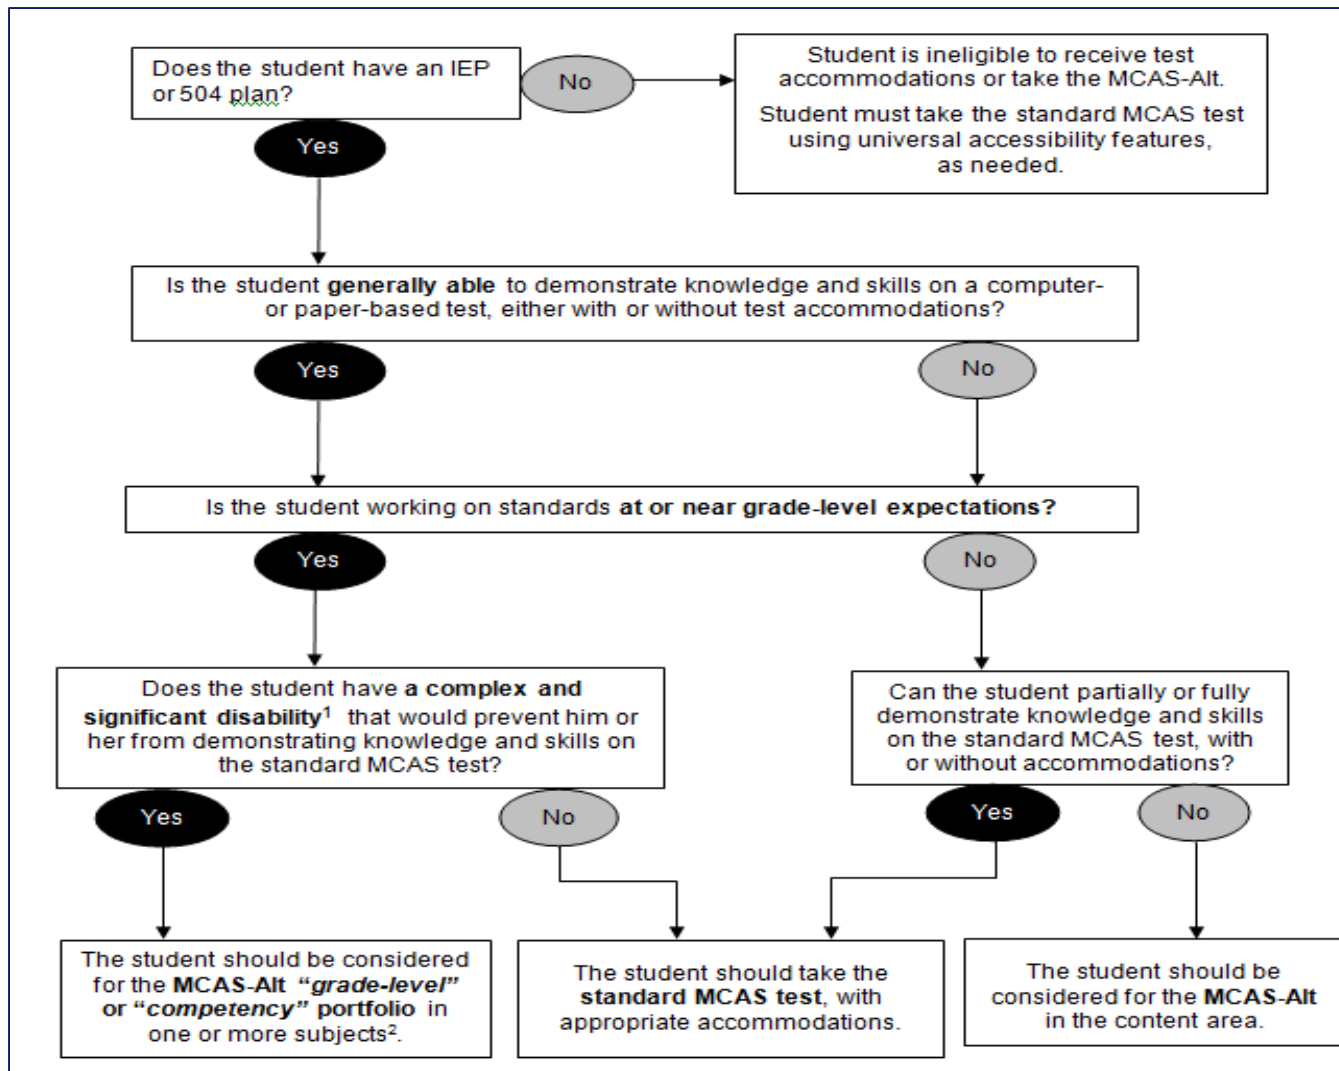 Does the student have an IEP
or 504 plan?
No
Student is ineligible to receive test
accommodations or take the MCAS-Alt.
Student must take the standard MCAS test
using universal accessibility features,
as needed.
Yes
Is the student generally able to demonstrate knowledge and skills on a computer-
or paper-based test, either with or without test accommodations?
Yes
No
Is the student working on standards at or near grade-level expectations?
Yes
No
Does the student have a complex and
significant disability¹ that would prevent him or
her from demonstrating knowledge and skills on
the standard MCAS test?
Can the student partially or fully
demonstrate knowledge and skills
on the standard MCAS test, with
or without accommodations?
Yes
No
Yes
No
The student should be considered
for the MCAS-Alt “grade-level”
or “competency” portfolio in
one or more subjects².
The student should take the
standard MCAS test, with
appropriate accommodations.
The student should be
considered for the MCAS-Alt
in the content area.